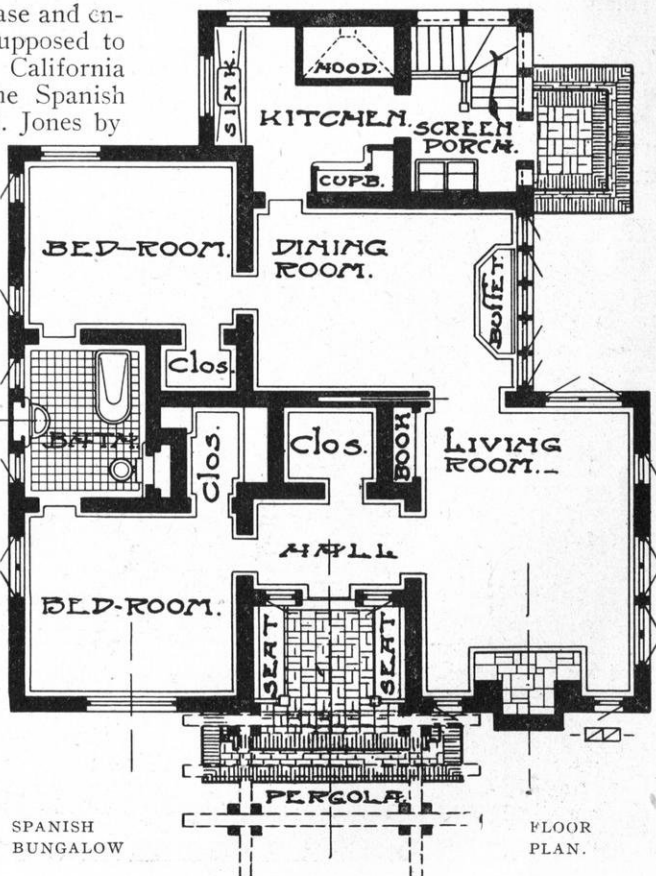 ase and en-
upposed to
California
ne Spanish
. Jones by
SINK.
HOOD.
KITCHEN.
SCREEN
PORCH.
CUPB.
BED-ROOM.
DINING
ROOM.
BUFFET.
Clos.
BATH.
Clos.
Clos.
BOOK
LIVING
ROOM.
HALL
BED-ROOM.
SEAT
SEAT
PERGOLA.
SPANISH
BUNGALOW
FLOOR
PLAN.